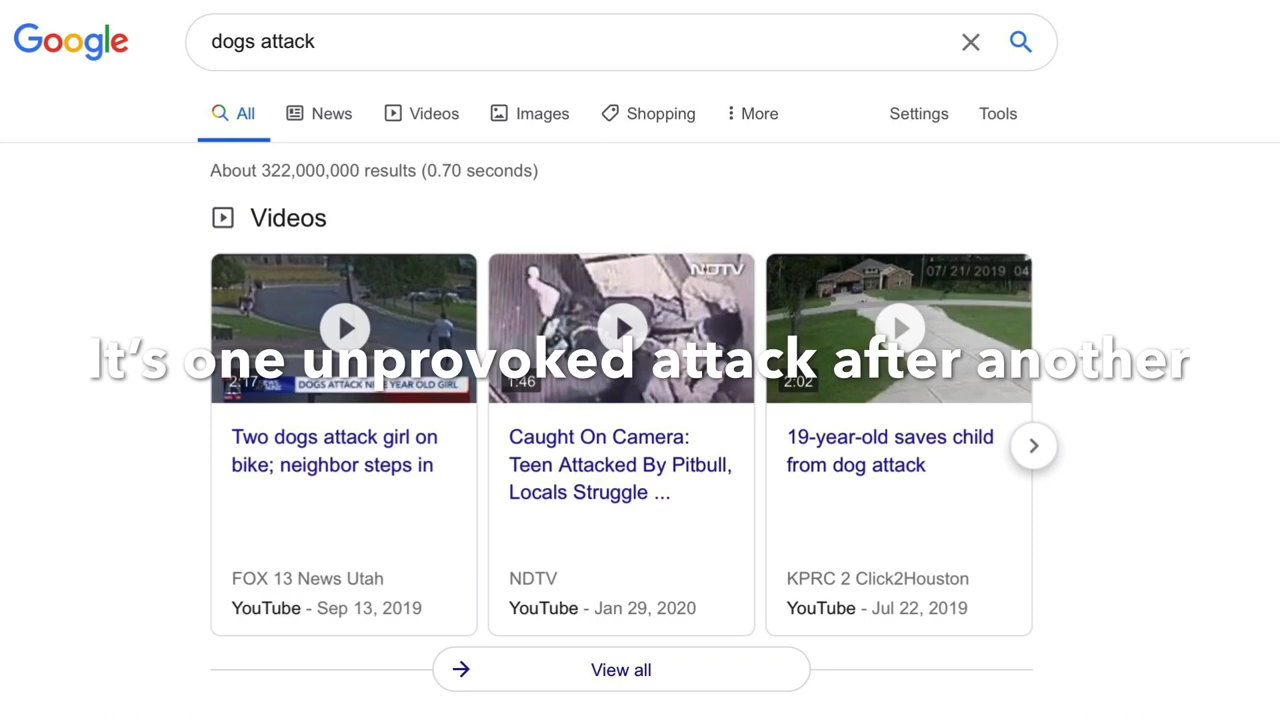 Google
dogs attack
All News Videos Images Shopping More Settings Tools
About 322,000,000 results (0.70 seconds)
Videos
NDTV
07/21/2019 04
It's one unprovoked attack after another
2:17
DOGS ATTACK NINE YEAR OLD GIRL
1:46
2:02
Two dogs attack girl on
bike; neighbor steps in
FOX 13 News Utah
YouTube - Sep 13, 2019
Caught On Camera:
Teen Attacked By Pitbull,
Locals Struggle ...
NDTV
YouTube - Jan 29, 2020
19-year-old saves child
from dog attack
KPRC 2 Click2Houston
YouTube - Jul 22, 2019
View all